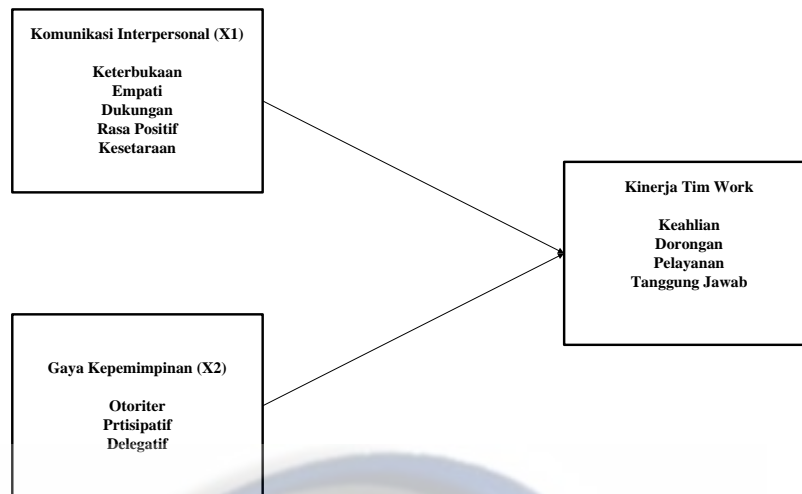 Komunikasi Interpersonal (X1)
Keterbukaan
Empati
Dukungan
Rasa Positif
Kesetaraan
Kinerja Tim Work
Keahlian
Dorongan
Pelayanan
Tanggung Jawab
Gaya Kepemimpinan (X2)
Otoriter
Prtisipatif
Delegatif